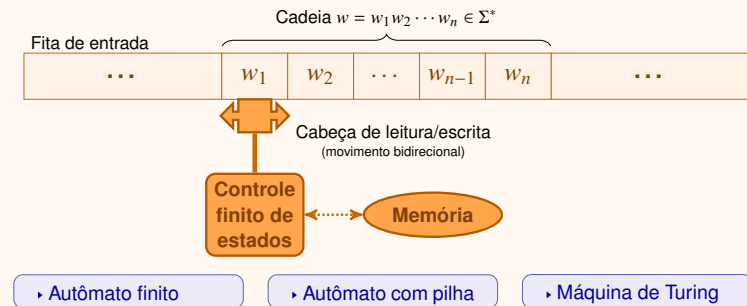 Cadeia w = w₁w₂ ⋯ wₙ ∈ Σ*
Fita de entrada
⋯ w₁ w₂ ⋯ wₙ₋₁ wₙ ⋯
Cabeça de leitura/escrita
(movimento bidirecional)
Controle
finito de
estados
Memória
‣ Autômato finito
‣ Autômato com pilha
‣ Máquina de Turing